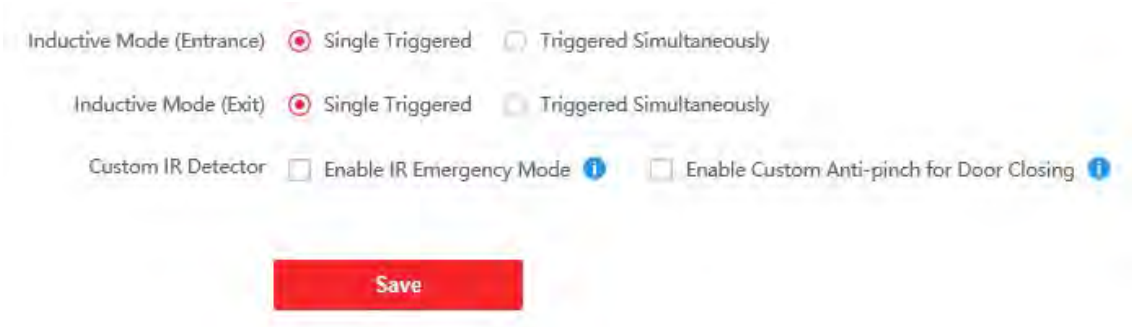 Inductive Mode (Entrance) Single Triggered Triggered Simultaneously
Inductive Mode (Exit) Single Triggered Triggered Simultaneously
Custom IR Detector Enable IR Emergency Mode i Enable Custom Anti-pinch for Door Closing i
Save